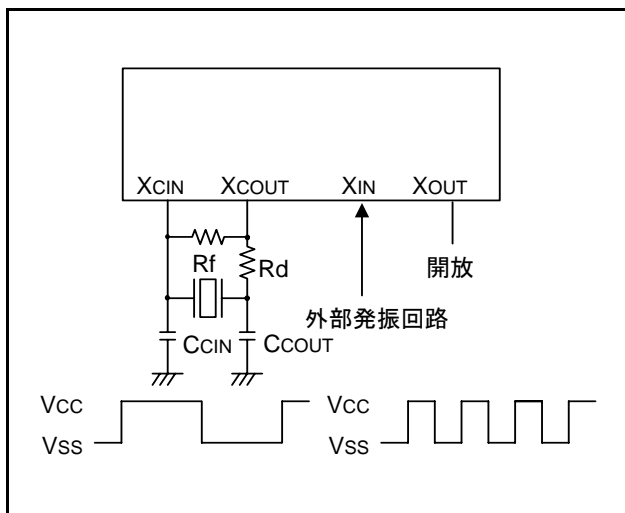 XCIN XCOUT XIN XOUT
Rf Rd
開放
外部発振回路
CCIN CCOUT
VCC VCC
VSS VSS